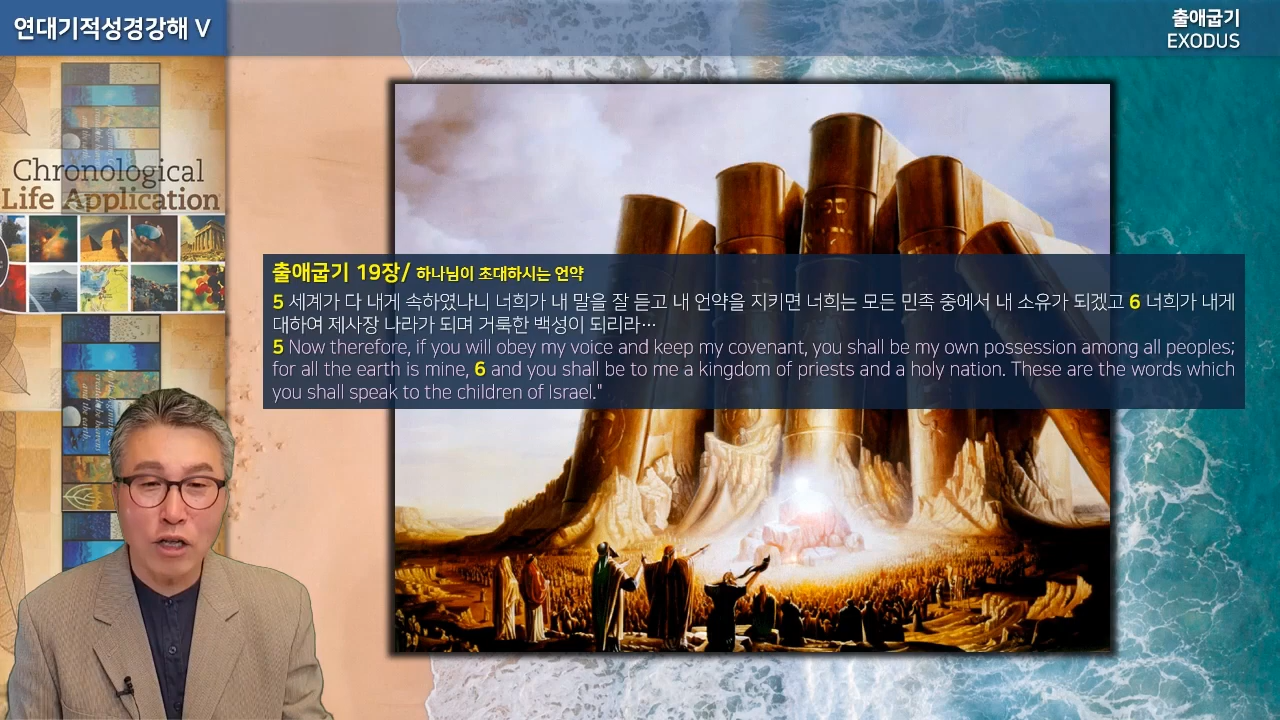 연대기적성경강해 V
출애굽기
EXODUS
Chronological
Life Application
출애굽기 19장/ 하나님이 초대하시는 언약
5 세계가 다 내게 속하였나니 너희가 내 말을 잘 듣고 내 언약을 지키면 너희는 모든 민족 중에서 내 소유가 되겠고 6 너희가 내게
대하여 제사장 나라가 되며 거룩한 백성이 되리라…
5 Now therefore, if you will obey my voice and keep my covenant, you shall be my own possession among all peoples;
for all the earth is mine, 6 and you shall be to me a kingdom of priests and a holy nation. These are the words which
you shall speak to the children of Israel."